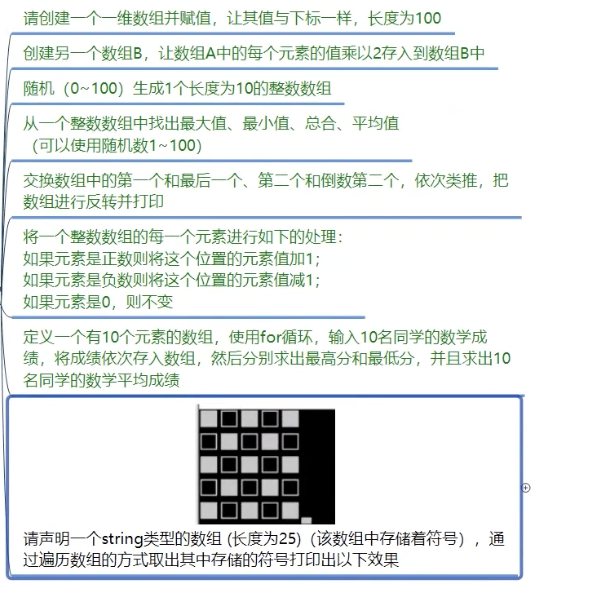 请创建一个一维数组并赋值，让其值与下标一样，长度为100
创建另一个数组B，让数组A中的每个元素的值乘以2存入到数组B中
随机（0~100）生成1个长度为10的整数数组
从一个整数数组中找出最大值、最小值、总合、平均值
（可以使用随机数1~100）
交换数组中的第一个和最后一个、第二个和倒数第二个，依次类推，把
数组进行反转并打印
将一个整数数组的每一个元素进行如下的处理：
如果元素是正数则将这个位置的元素值加1；
如果元素是负数则将这个位置的元素值减1；
如果元素是0，则不变
定义一个有10个元素的数组，使用for循环，输入10名同学的数学成
绩，将成绩依次存入数组，然后分别求出最高分和最低分，并且求出10
名同学的数学平均成绩
请声明一个string类型的数组 (长度为25)（该数组中存储着符号），通
过遍历数组的方式取出其中存储的符号打印出以下效果